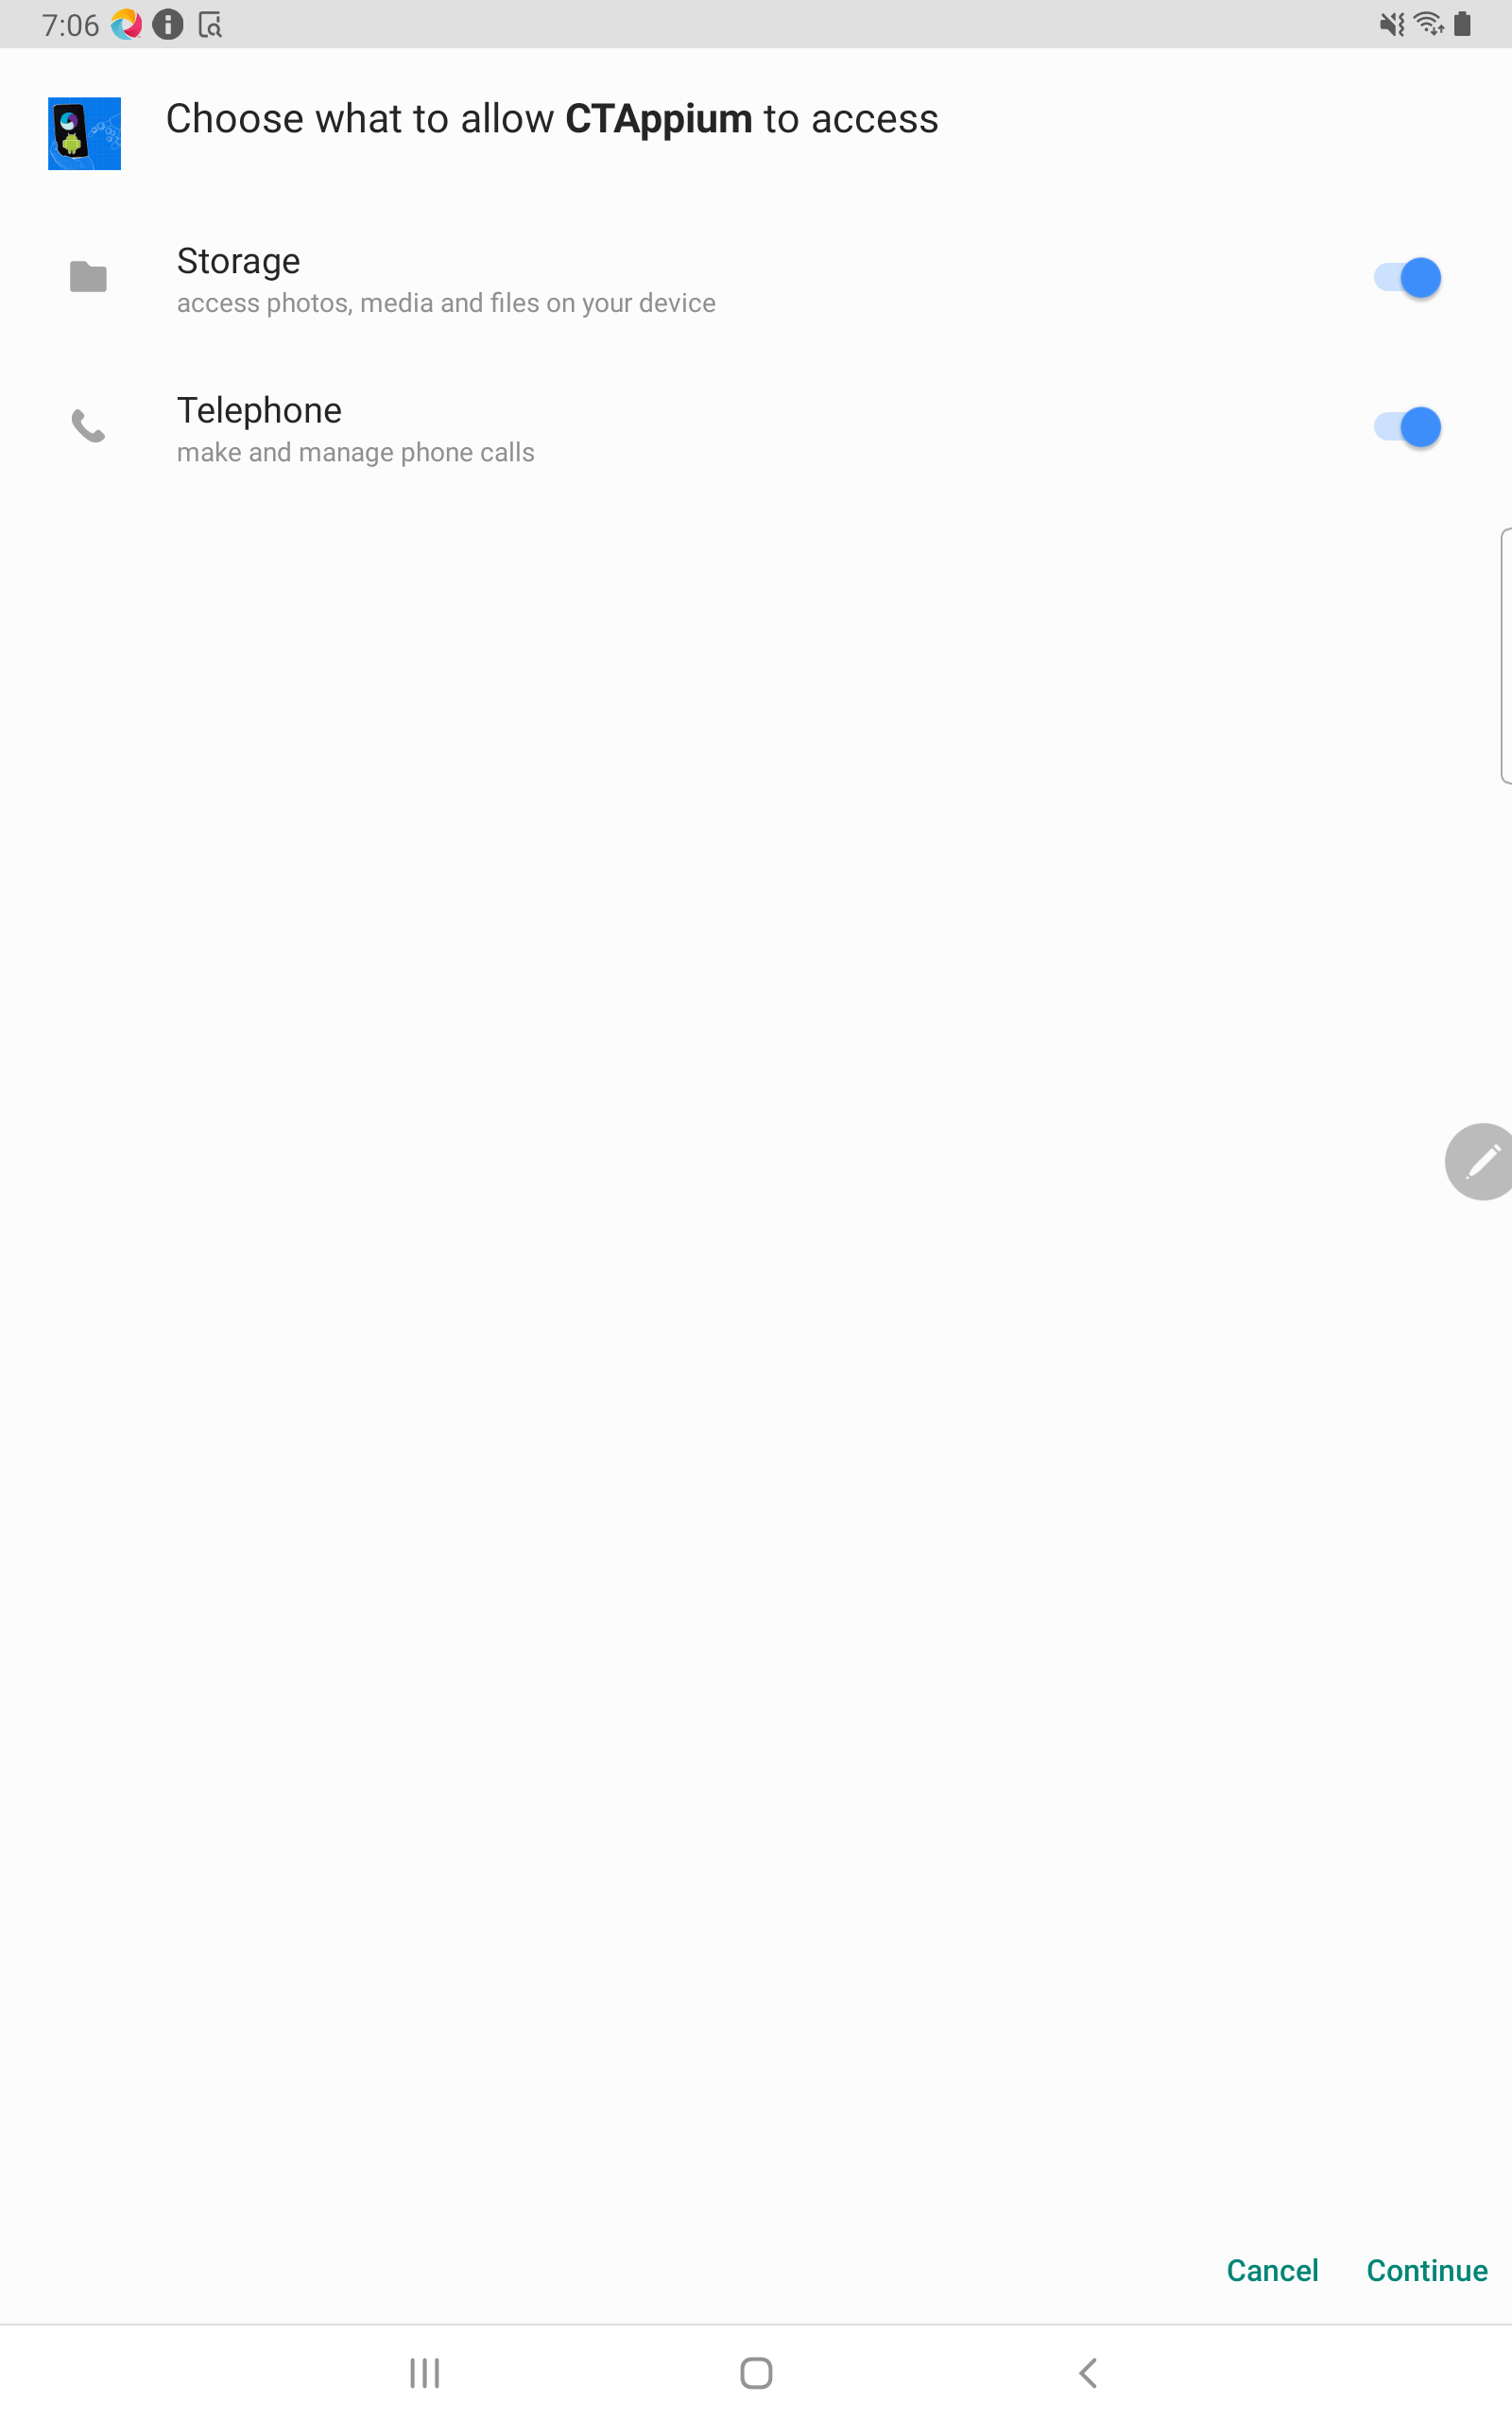 7:06
Choose what to allow CTAppium to access
Storage
access photos, media and files on your device
Telephone
make and manage phone calls
Cancel Continue